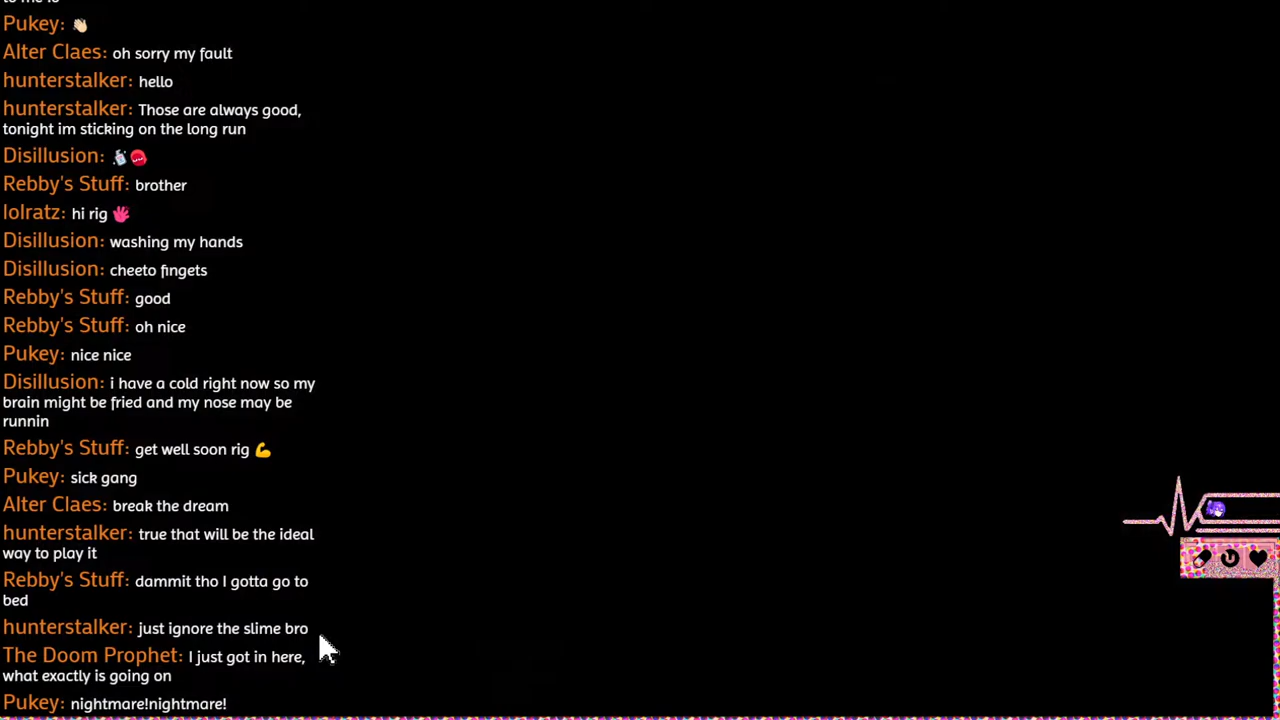 to me lo
Pukey: 👋🏻
Alter Claes: oh sorry my fault
hunterstalker: hello
hunterstalker: Those are always good,
tonight im sticking on the long run
Disillusion:
Rebby's Stuff: brother
lolratz: hi rig
Disillusion: washing my hands
Disillusion: cheeto fingets
Rebby's Stuff: good
Rebby's Stuff: oh nice
Pukey: nice nice
Disillusion: i have a cold right now so my
brain might be fried and my nose may be
runnin
Rebby's Stuff: get well soon rig 💪
Pukey: sick gang
Alter Claes: break the dream
hunterstalker: true that will be the ideal
way to play it
Rebby's Stuff: dammit tho I gotta go to
bed
hunterstalker: just ignore the slime bro
The Doom Prophet: I just got in here,
what exactly is going on
Pukey: nightmare!nightmare!